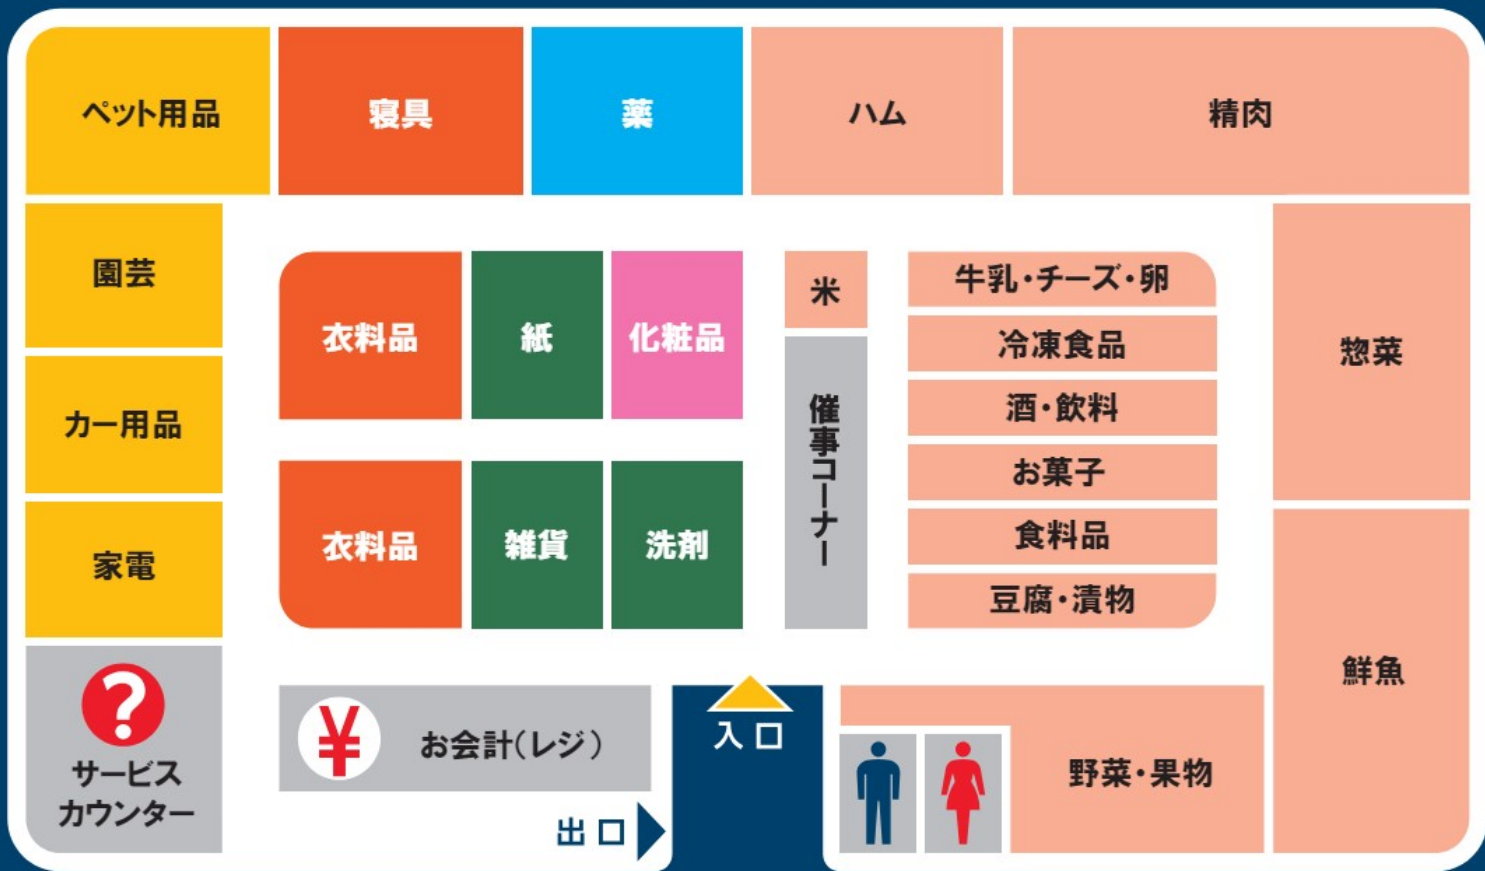 ペット用品
寝具
薬
ハム
精肉
園芸
カー用品
家電
?
サービス
カウンター
衣料品
紙
化粧品
衣料品
雑貨
洗剤
米
催事コーナー
牛乳・チーズ・卵
冷凍食品
酒・飲料
お菓子
食料品
豆腐・漬物
惣菜
鮮魚
¥
お会計(レジ)
入口
出口
野菜・果物